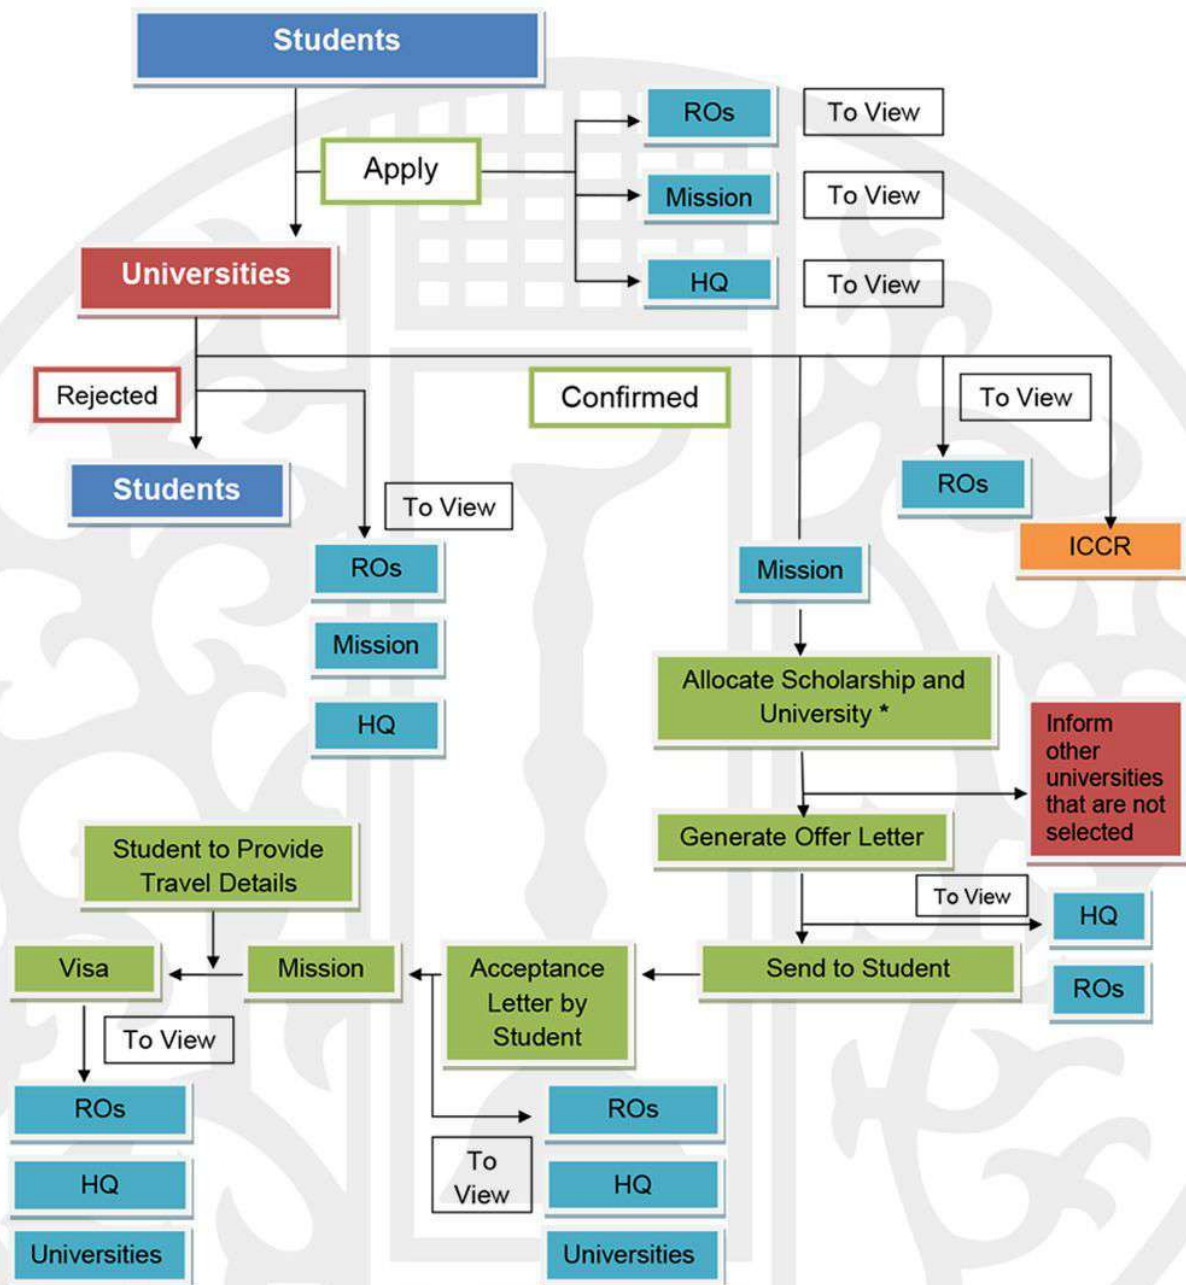 Students
ROs
To View
Apply
Mission
To View
Universities
HQ
To View
Rejected
Confirmed
To View
Students
To View
ROs
ICCR
ROs
Mission
Mission
HQ
Allocate Scholarship and
University *
Inform
other
universities
that are not
selected
Generate Offer Letter
Student to Provide
Travel Details
To View
HQ
ROs
Visa
Mission
Acceptance
Letter by
Student
Send to Student
To View
ROs
HQ
Universities
To
View
ROs
HQ
Universities